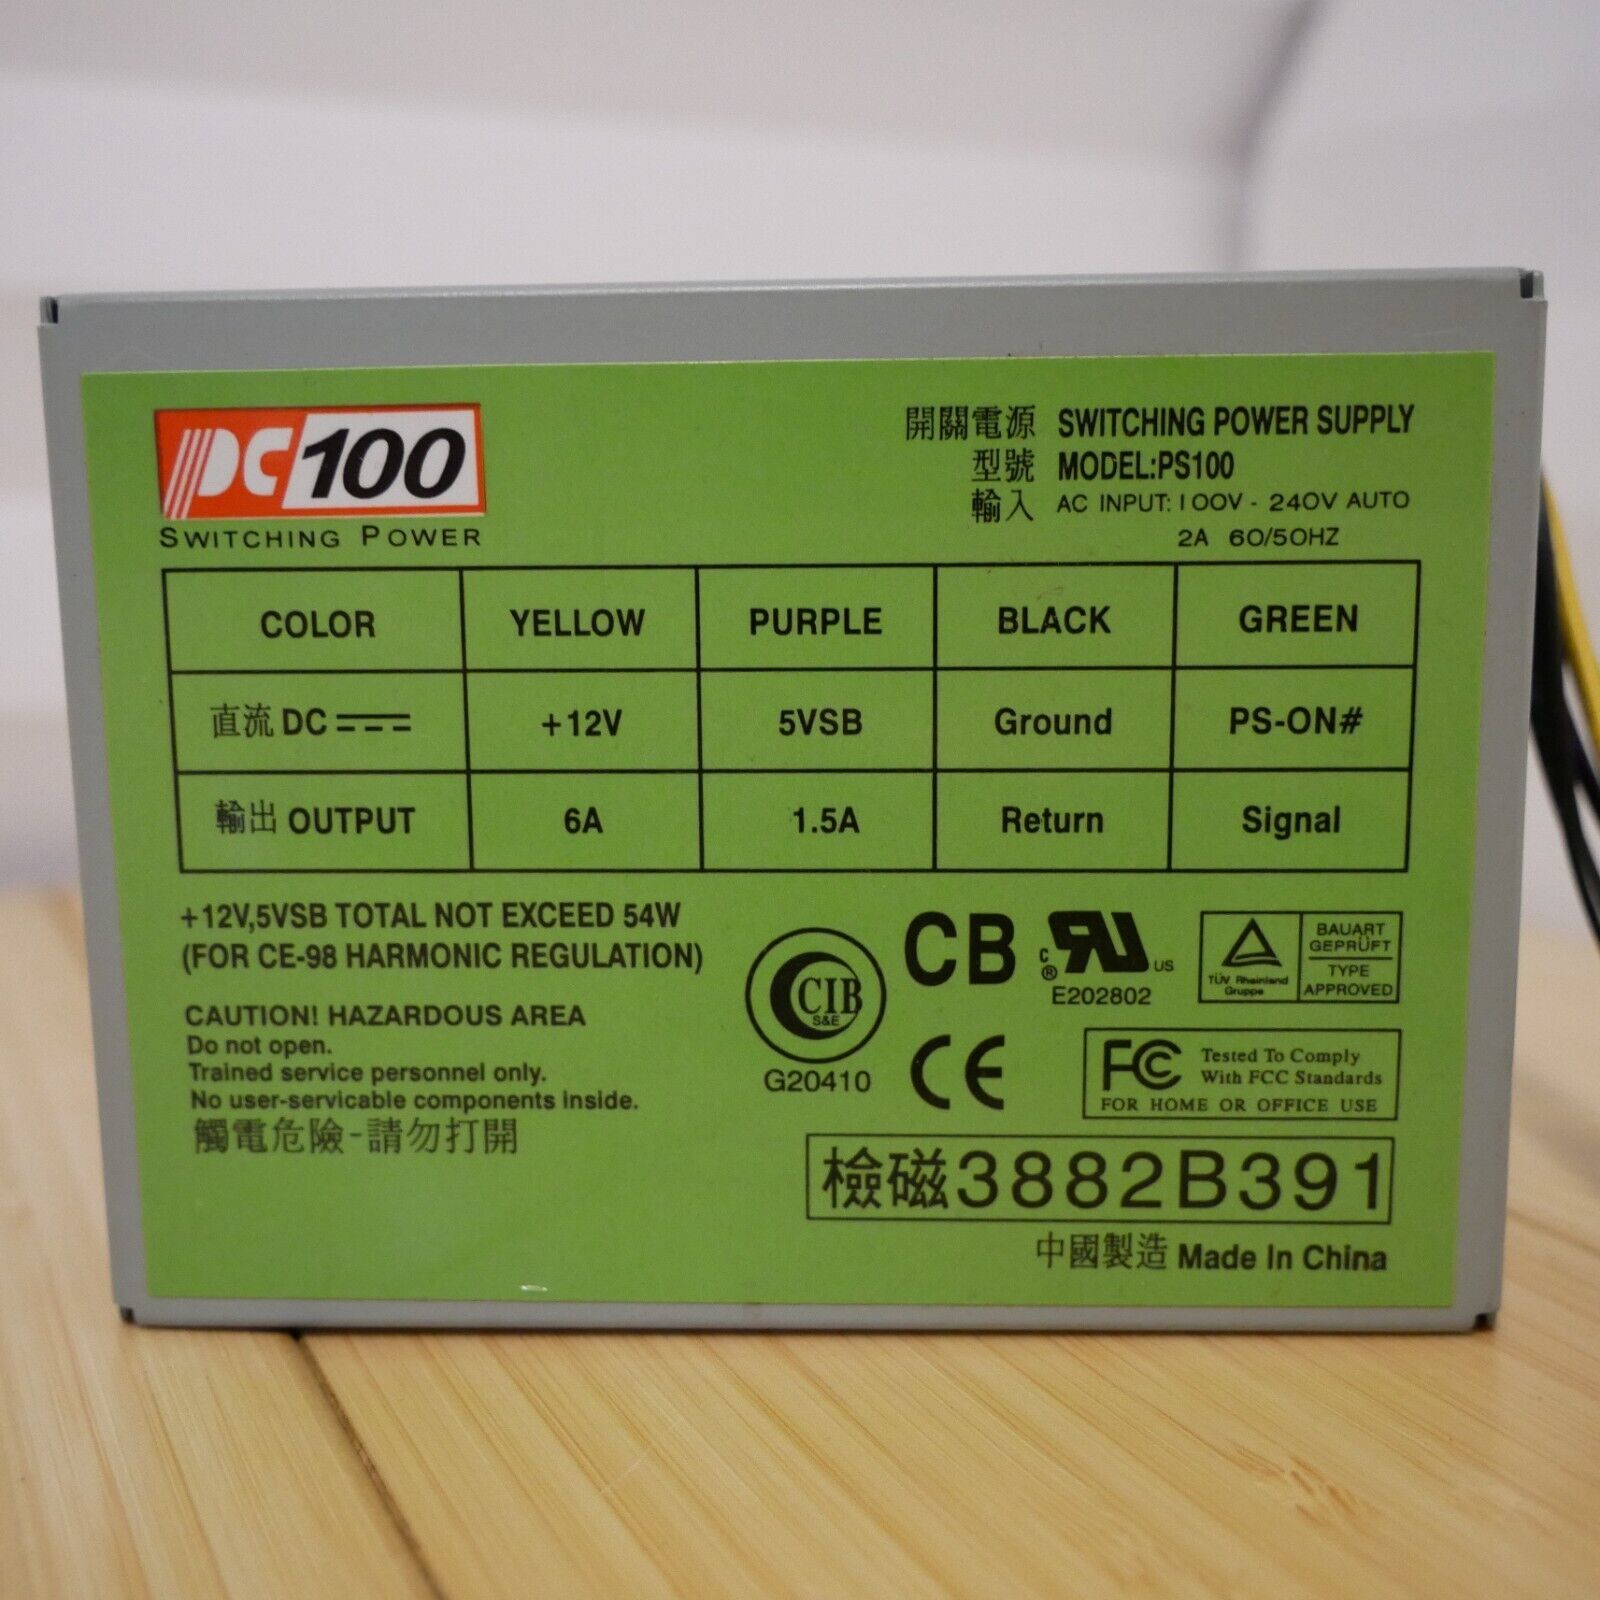 PC100
SWITCHING POWER
開關電源 SWITCHING POWER SUPPLY
型號 MODEL:PS100
輸入 AC INPUT: 100V - 240V AUTO
2A 60/50HZ
COLOR YELLOW PURPLE BLACK GREEN
直流 DC +12V 5VSB Ground PS-ON#
輸出 OUTPUT 6A 1.5A Return Signal
+12V,5VSB TOTAL NOT EXCEED 54W
(FOR CE-98 HARMONIC REGULATION)
CAUTION! HAZARDOUS AREA
Do not open.
Trained service personnel only.
No user-servicable components inside.
觸電危險-請勿打開
CCIB
S&E
G20410
CB
c RU US
®
E202802
TÜV Rheinland
Gruppe
BAUART
GEPRÜFT
TYPE
APPROVED
CE
FC Tested To Comply
With FCC Standards
FOR HOME OR OFFICE USE
檢磁3882B391
中國製造 Made In China